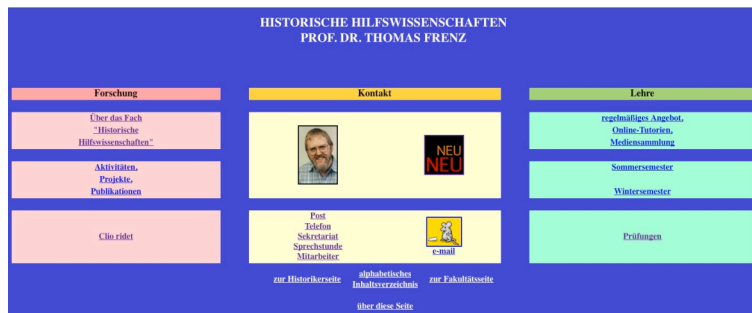 HISTORISCHE HILFSWISSENSCHAFTEN
PROF. DR. THOMAS FRENZ
Forschung
Kontakt
Lehre
Über das Fach
"Historische
Hilfswissenschaften"
NEU
NEU
regelmäßiges Angebot,
Online-Tutorien,
Mediensammlung
Aktivitäten,
Projekte,
Publikationen
Sommersemester
Wintersemester
Clio ridet
Post
Telefon
Sekretariat
Sprechstunde
Mitarbeiter
e-mail
Prüfungen
zur Historikerseite
alphabetisches
Inhaltsverzeichnis
zur Fakultätsseite
über diese Seite